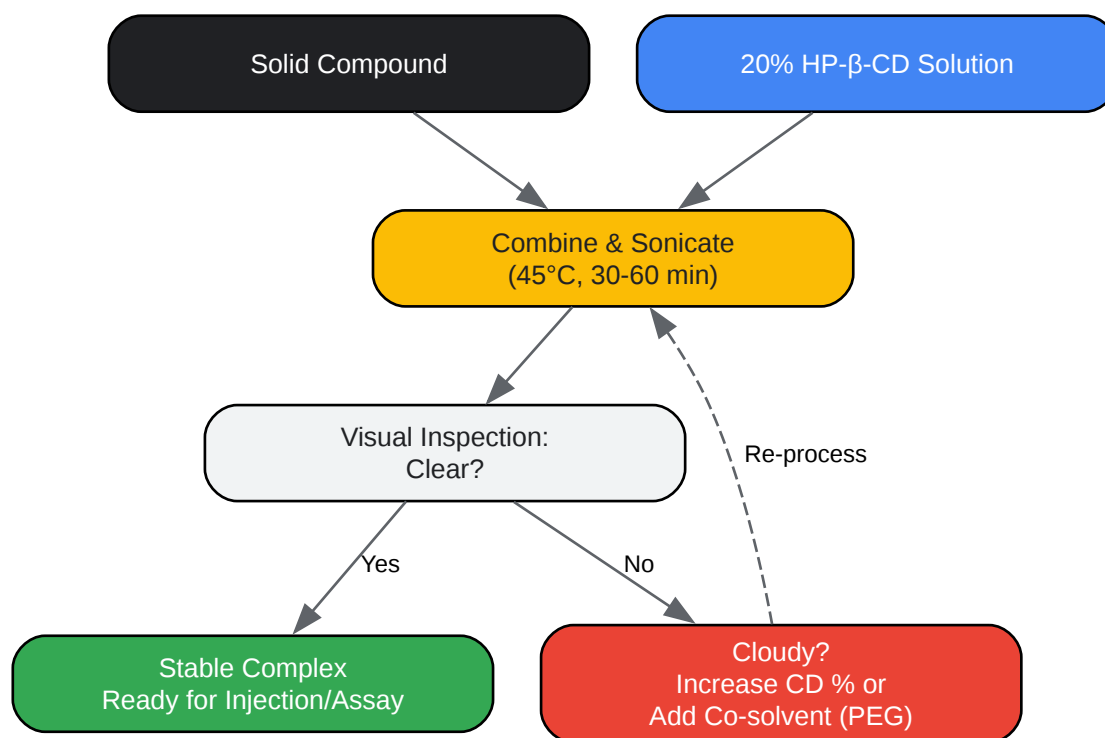 Solid Compound
20% HP-β-CD Solution
Combine & Sonicate
(45°C, 30-60 min)
Visual Inspection:
Clear?
Re-process
Yes
No
Stable Complex
Ready for Injection/Assay
Cloudy?
Increase CD % or
Add Co-solvent (PEG)